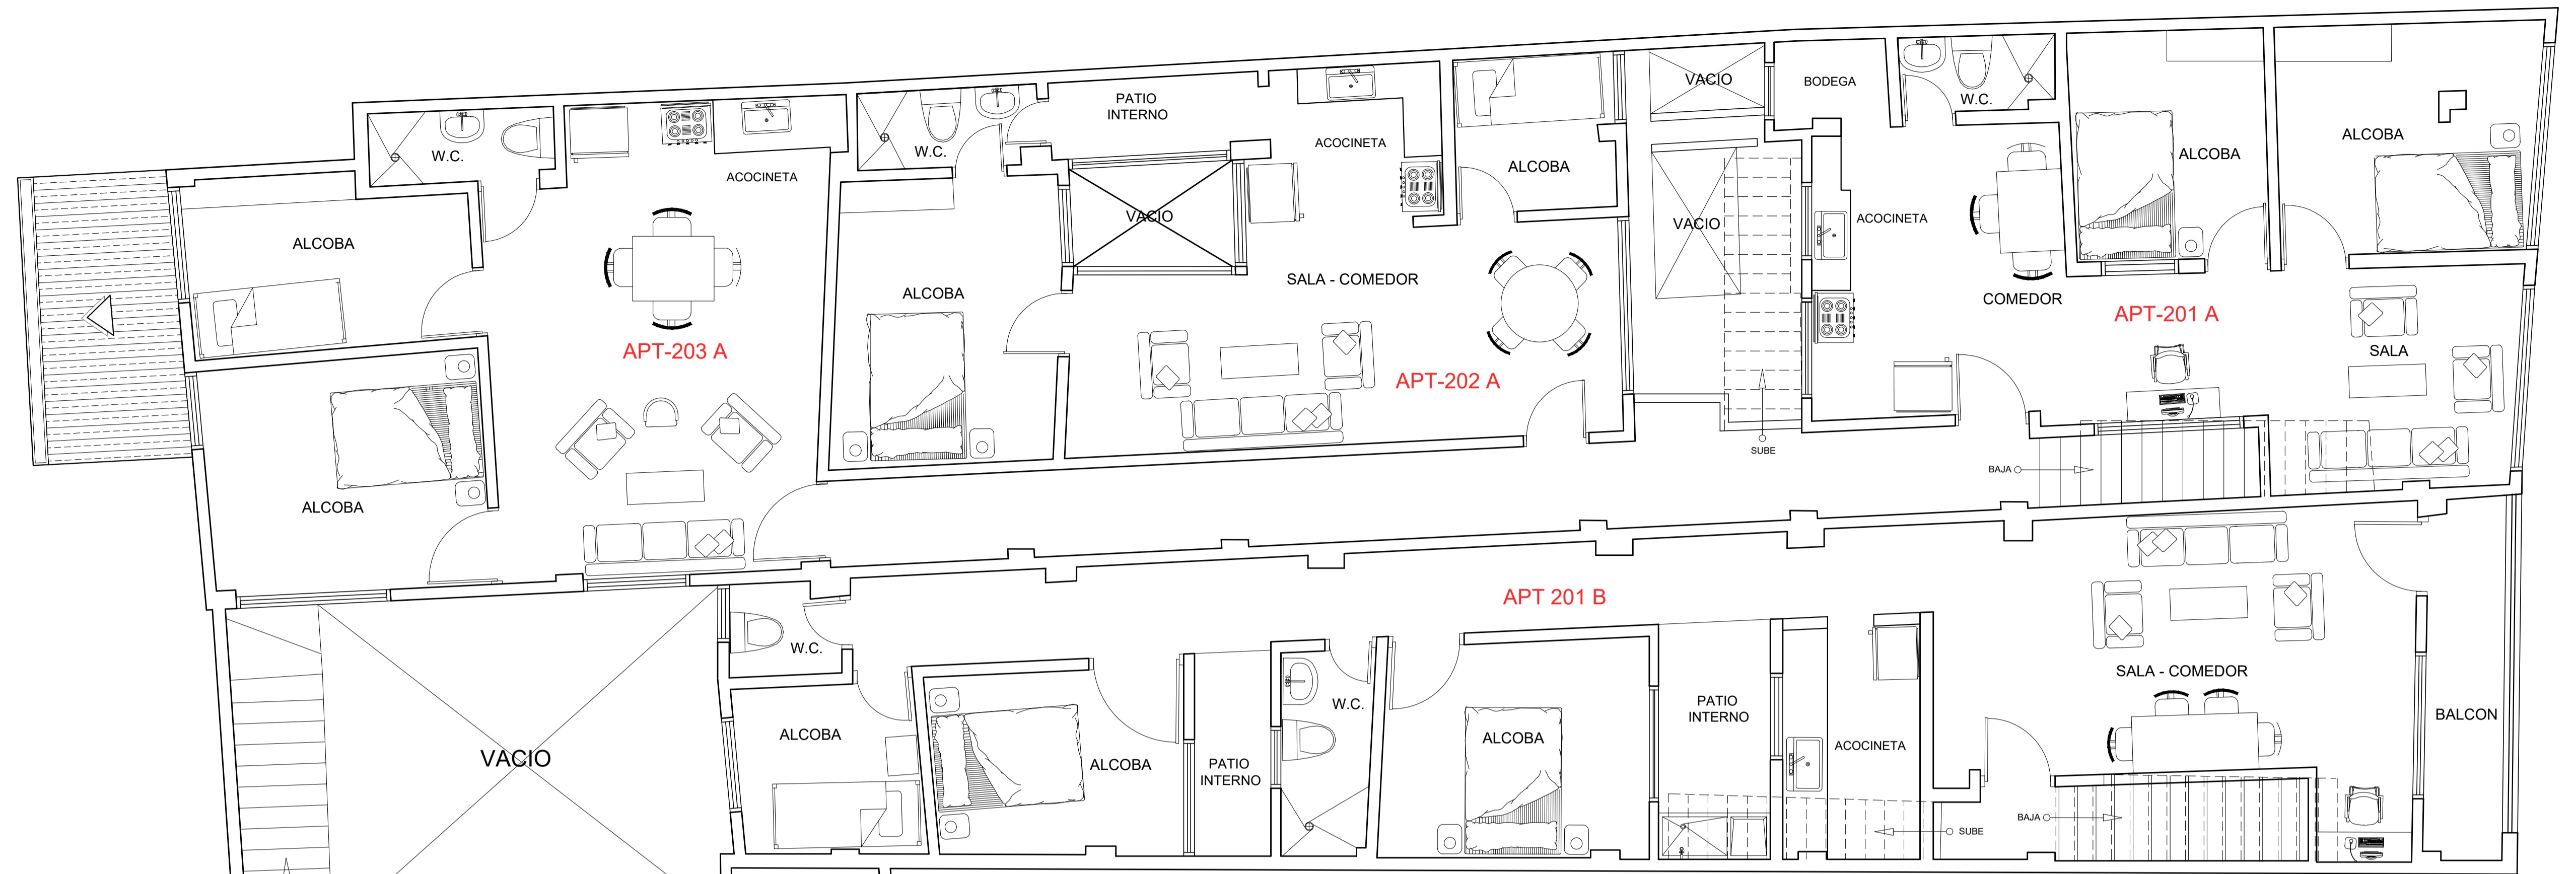 VACIO
BODEGA
W.C.
PATIO
INTERNO
ACOCINETA
W.C.
W.C.
ACOCINETA
ALCOBA
ALCOBA
ALCOBA
ALCOBA
VACIO
VACIO
ACOCINETA
ALCOBA
SALA - COMEDOR
COMEDOR
APT-201 A
APT-203 A
APT-202 A
SALA
SUBE
BAJA
ALCOBA
APT 201 B
W.C.
SALA - COMEDOR
W.C.
PATIO
INTERNO
BALCON
ALCOBA
ALCOBA
ACOCINETA
VACIO
ALCOBA
PATIO
INTERNO
BAJA
SUBE